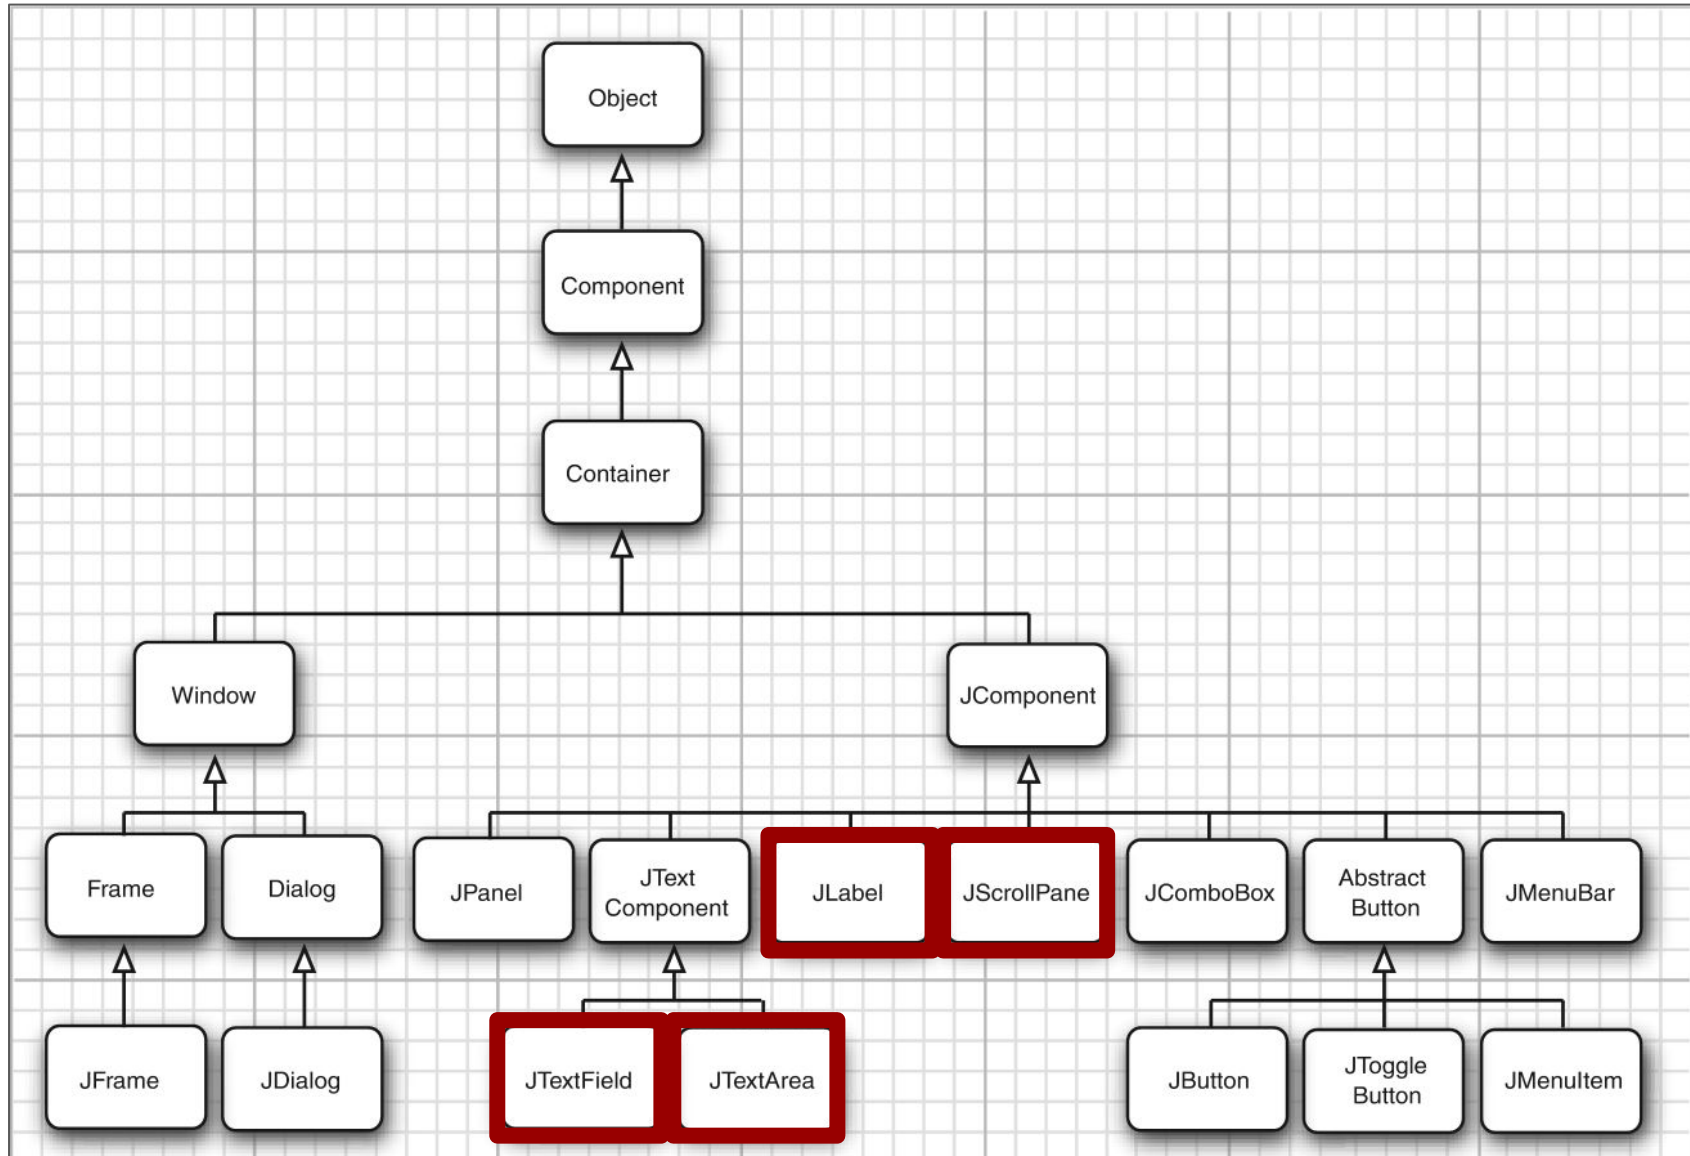 Object
Component
Container
Window
JComponent
Frame
Dialog
JPanel
JText
Component
JLabel
JScrollPane
JComboBox
Abstract
Button
JMenuBar
JFrame
JDialog
JTextField
JTextArea
JButton
JToggle
Button
JMenuItem